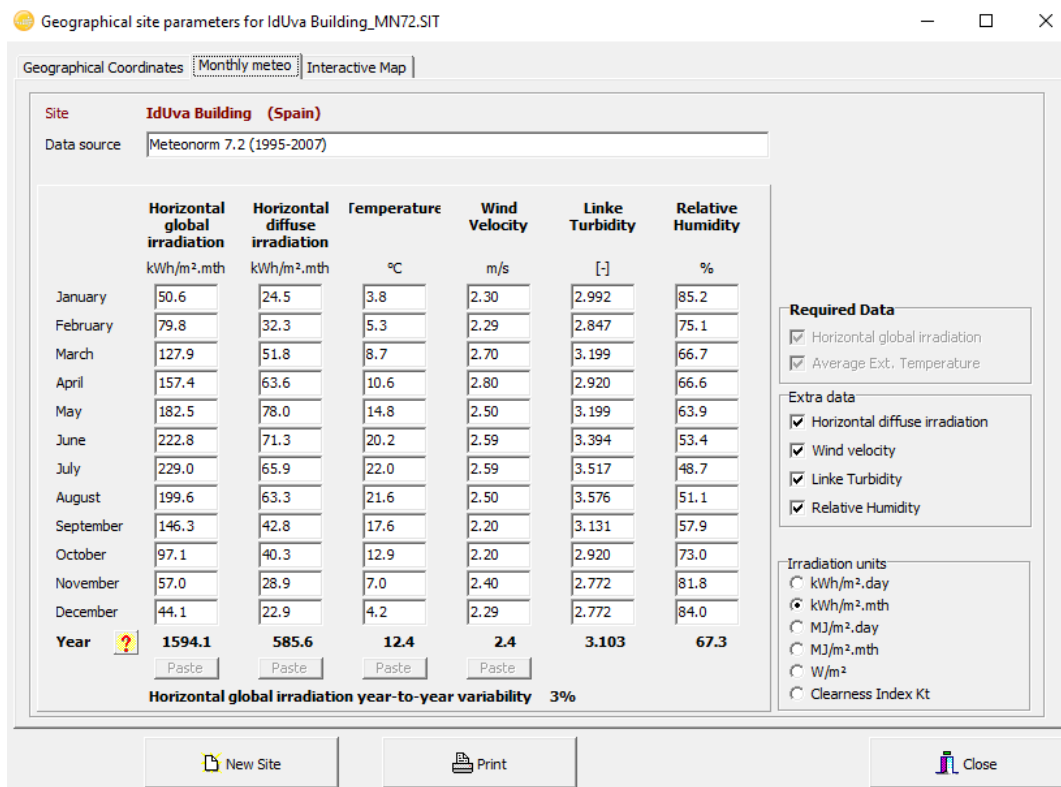 Geographical site parameters for IdUva Building_MN72.SIT
Geographical Coordinates Monthly meteo Interactive Map
Site IdUva Building (Spain)
Data source Meteonorm 7.2 (1995-2007)
Horizontal global irradiation Horizontal diffuse irradiation Temperature Wind Velocity Linke Turbidity Relative Humidity
kWh/m².mth kWh/m².mth °C m/s [-] %
January 50.6 24.5 3.8 2.30 2.992 85.2
February 79.8 32.3 5.3 2.29 2.847 75.1
March 127.9 51.8 8.7 2.70 3.199 66.7
April 157.4 63.6 10.6 2.80 2.920 66.6
May 182.5 78.0 14.8 2.50 3.199 63.9
June 222.8 71.3 20.2 2.59 3.394 53.4
July 229.0 65.9 22.0 2.59 3.517 48.7
August 199.6 63.3 21.6 2.50 3.576 51.1
September 146.3 42.8 17.6 2.20 3.131 57.9
October 97.1 40.3 12.9 2.20 2.920 73.0
November 57.0 28.9 7.0 2.40 2.772 81.8
December 44.1 22.9 4.2 2.29 2.772 84.0
Year ? 1594.1 585.6 12.4 2.4 3.103 67.3
Paste Paste Paste Paste
Horizontal global irradiation year-to-year variability 3%
Required Data
Horizontal global irradiation
Average Ext. Temperature
Extra data
Horizontal diffuse irradiation
Wind velocity
Linke Turbidity
Relative Humidity
Irradiation units
kWh/m².day
kWh/m².mth
MJ/m².day
MJ/m².mth
W/m²
Clearness Index Kt
New Site Print Close